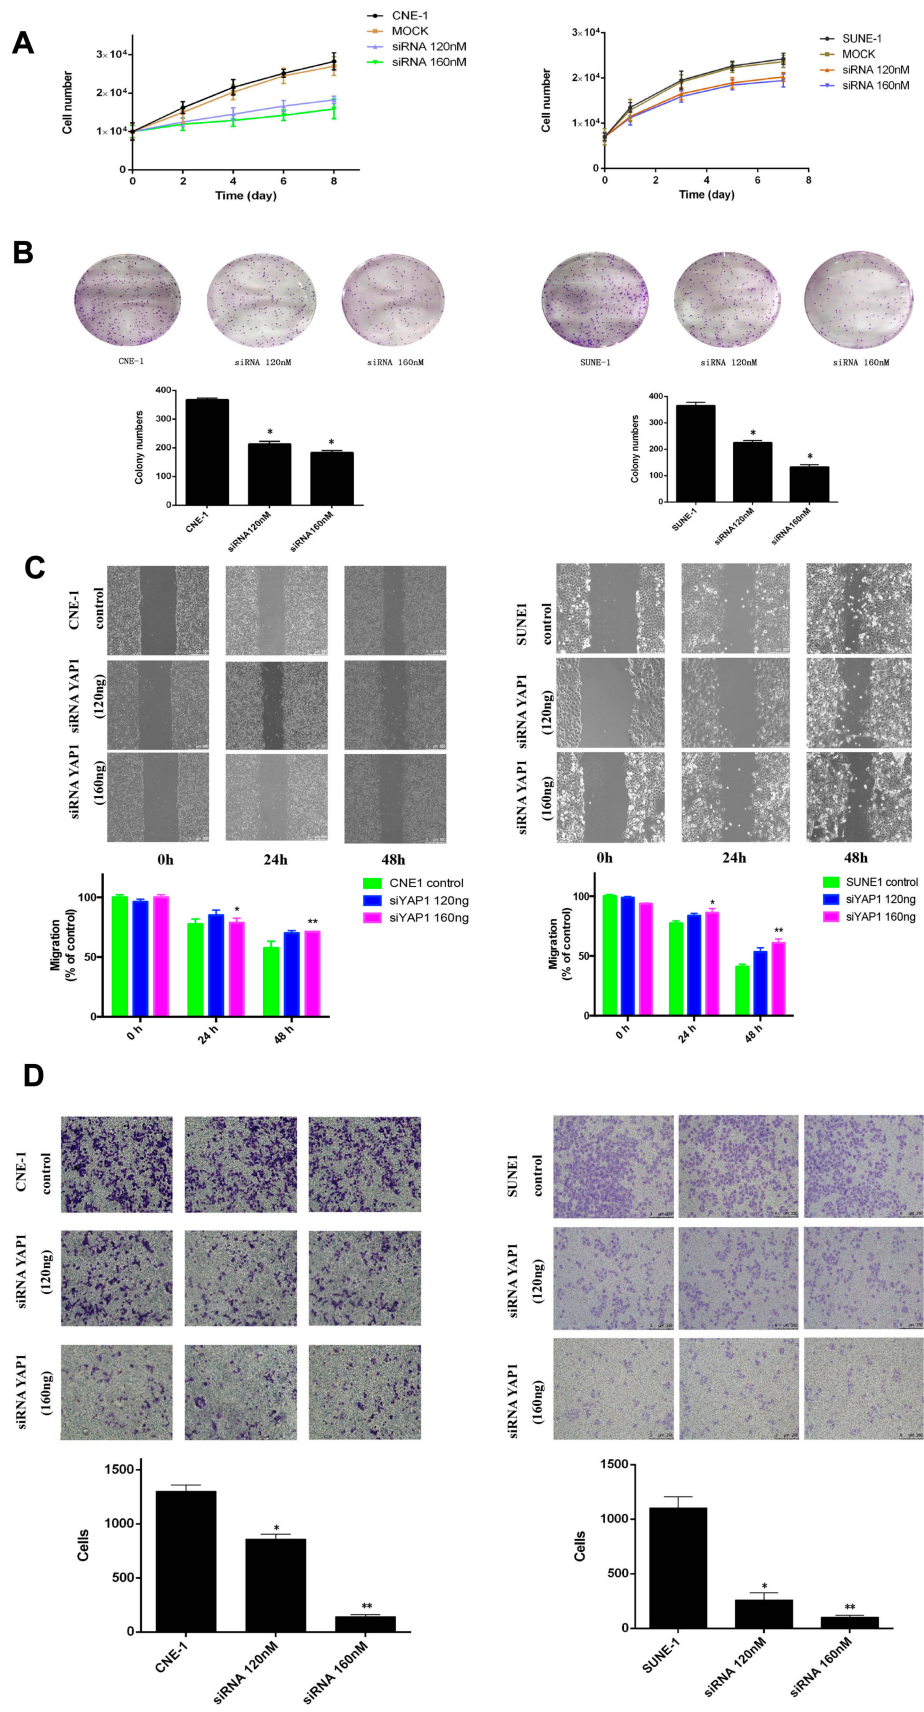 A
CNE-1
MOCK
siRNA 120nM
siRNA 160nM
3×10⁴
2×10⁴
1×10⁴
0
Cell number
0 2 4 6 8
Time (day)
SUNE-1
MOCK
siRNA 120nM
siRNA 160nM
3×10⁴
2×10⁴
1×10⁴
0
Cell number
0 2 4 6 8
Time (day)
B
CNE-1 siRNA 120nM siRNA 160nM
SUNE-1 siRNA 120nM siRNA 160nM
400
300
200
100
0
Colony numbers
* *
CNE-1 siRNA120nM siRNA160nM
400
300
200
100
0
Colony numbers
* *
SUNE-1 siRNA120nM siRNA160nM
C
CNE-1
control
siRNA YAP1
(120ng)
siRNA YAP1
(160ng)
0h 24h 48h
SUNE1
control
siRNA YAP1
(120ng)
siRNA YAP1
(160ng)
0h 24h 48h
CNE1 control
siYAP1 120ng
siYAP1 160ng
100
50
0
Migration
(% of control)
* **
0 h 24 h 48 h
SUNE1 control
siYAP1 120ng
siYAP1 160ng
100
50
0
Migration
(% of control)
* **
0 h 24 h 48 h
D
CNE-1
control
siRNA YAP1
(120ng)
siRNA YAP1
(160ng)
SUNE1
control
siRNA YAP1
(120ng)
siRNA YAP1
(160ng)
1500
1000
500
0
Cells
* **
CNE-1 siRNA 120nM siRNA 160nM
1500
1000
500
0
Cells
* **
SUNE-1 siRNA 120nM siRNA 160nM